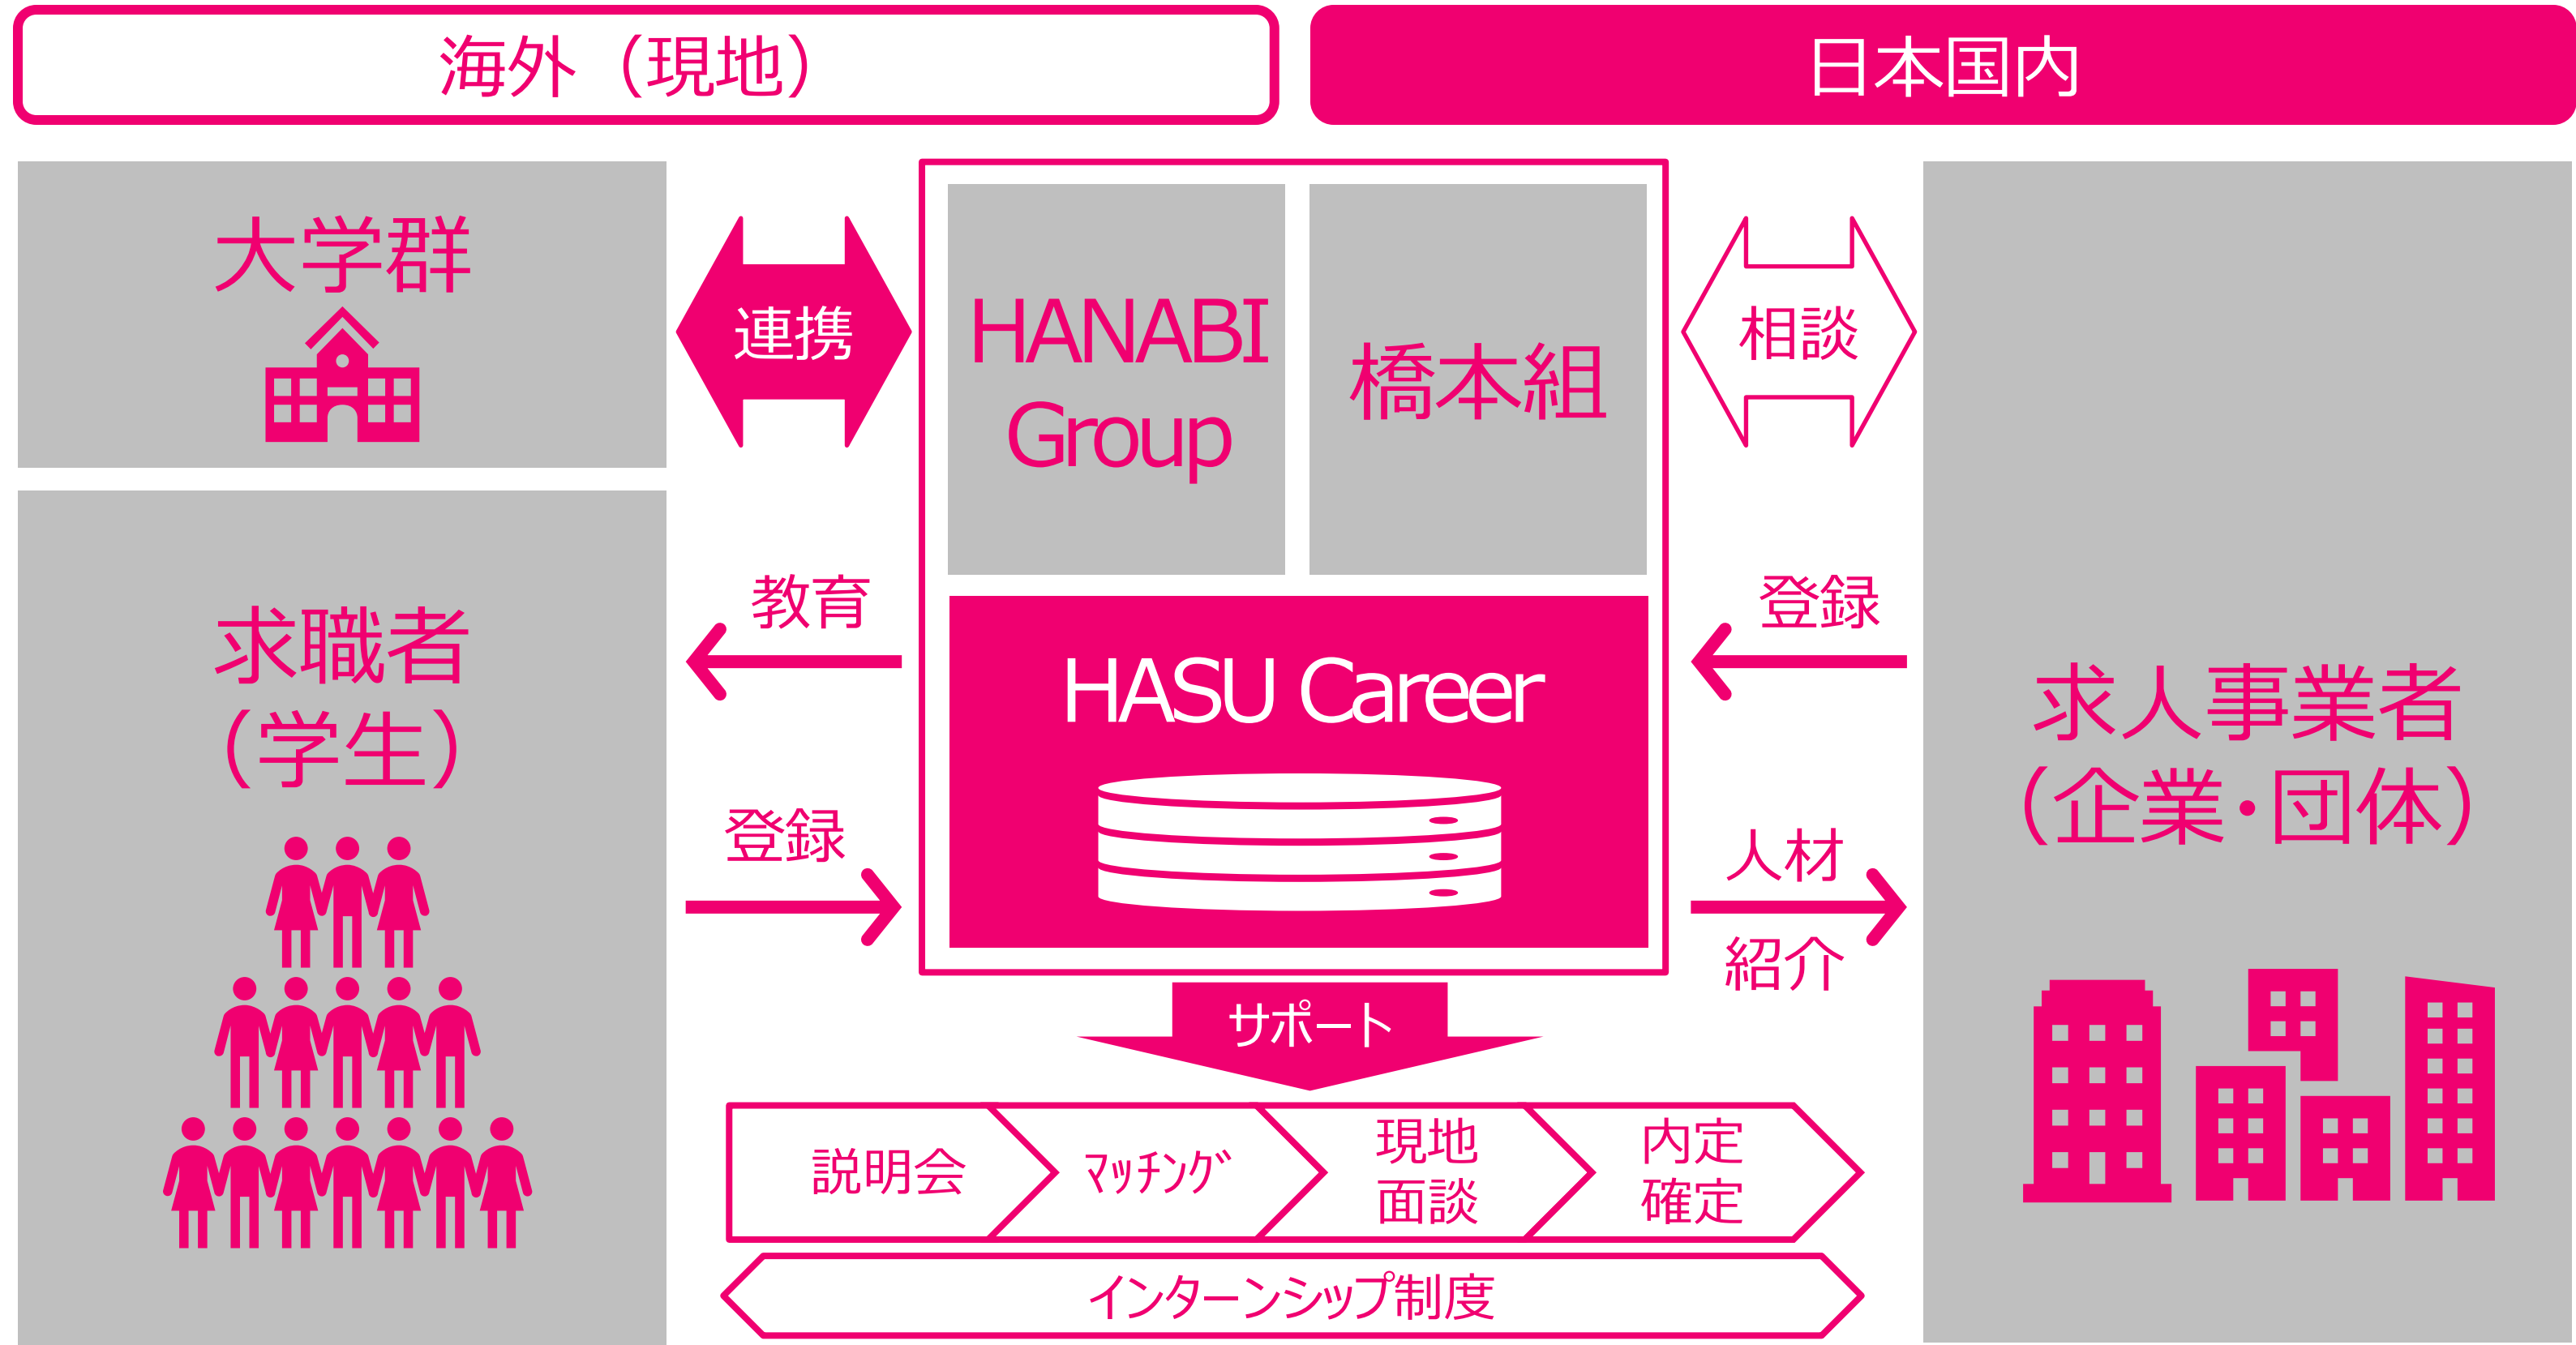 海外（現地）
日本国内
大学群
連携
HANABI
Group
橋本組
相談
求職者
（学生）
教育
登録
HASU Career
登録
人材
紹介
求人事業者
（企業・団体）
サポート
説明会
マッチング
現地
面談
内定
確定
インターンシップ制度